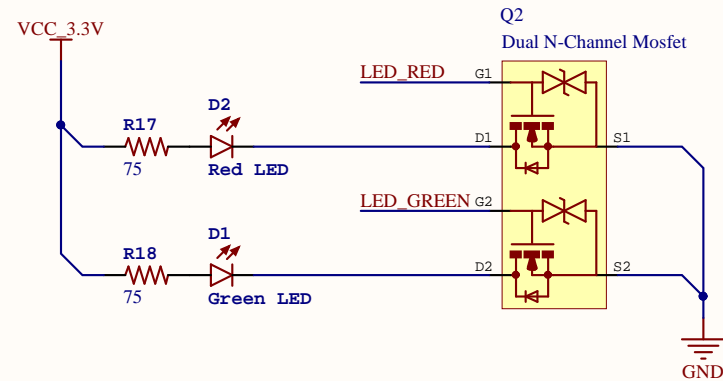 Q2
VCC_3.3V
Dual N-Channel Mosfet
LED_RED
G1
D2
R17
D1
S1
75
Red LED
LED_GREEN
G2
D1
R18
D2
S2
75
Green LED
GND